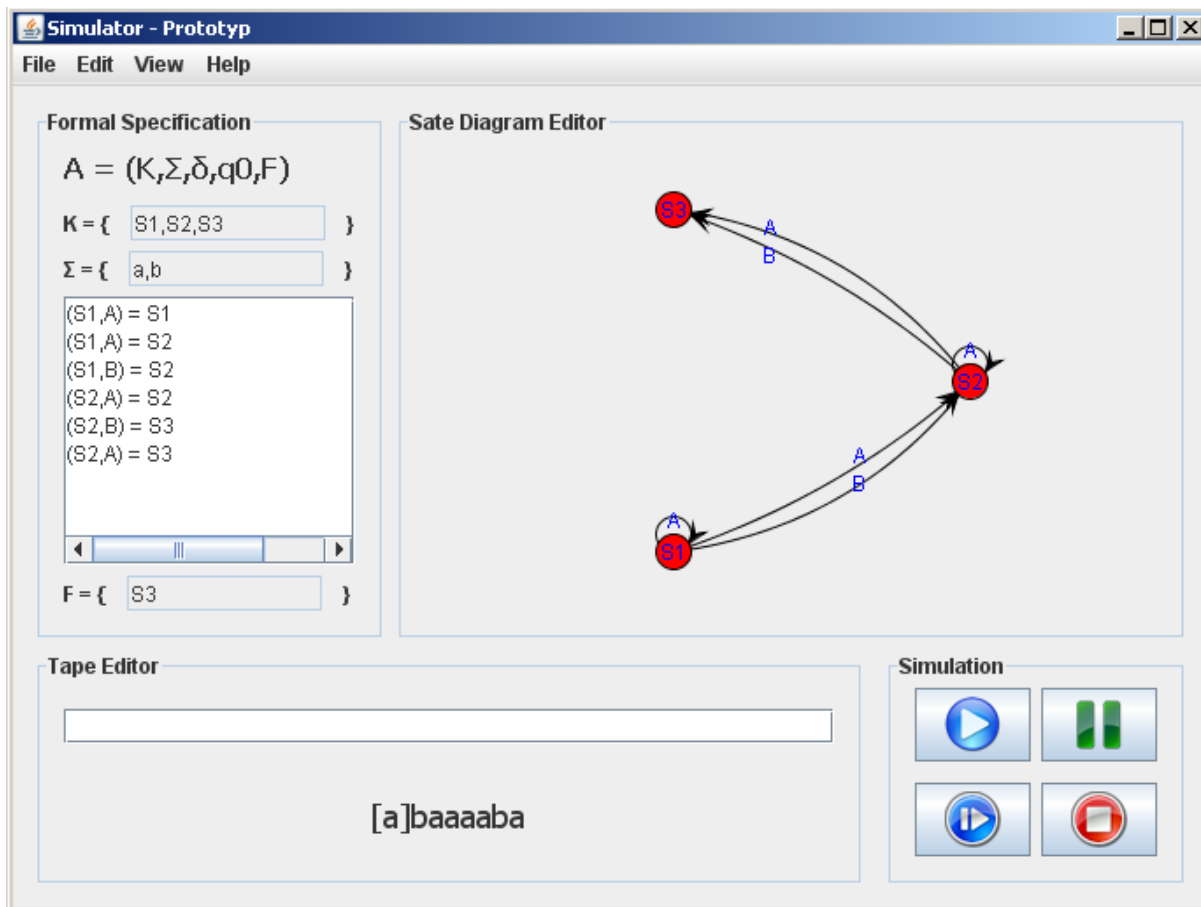 Simulator - Prototyp
File Edit View Help
Formal Specification
A = (K,Σ,δ,q0,F)
K = { S1,S2,S3 }
Σ = { a,b }
(S1,A) = S1
(S1,A) = S2
(S1,B) = S2
(S2,A) = S2
(S2,B) = S3
(S2,A) = S3
F = { S3 }
Sate Diagram Editor
S3
A
B
A
S2
A
B
A
S1
Tape Editor
[a]baaaaba
Simulation